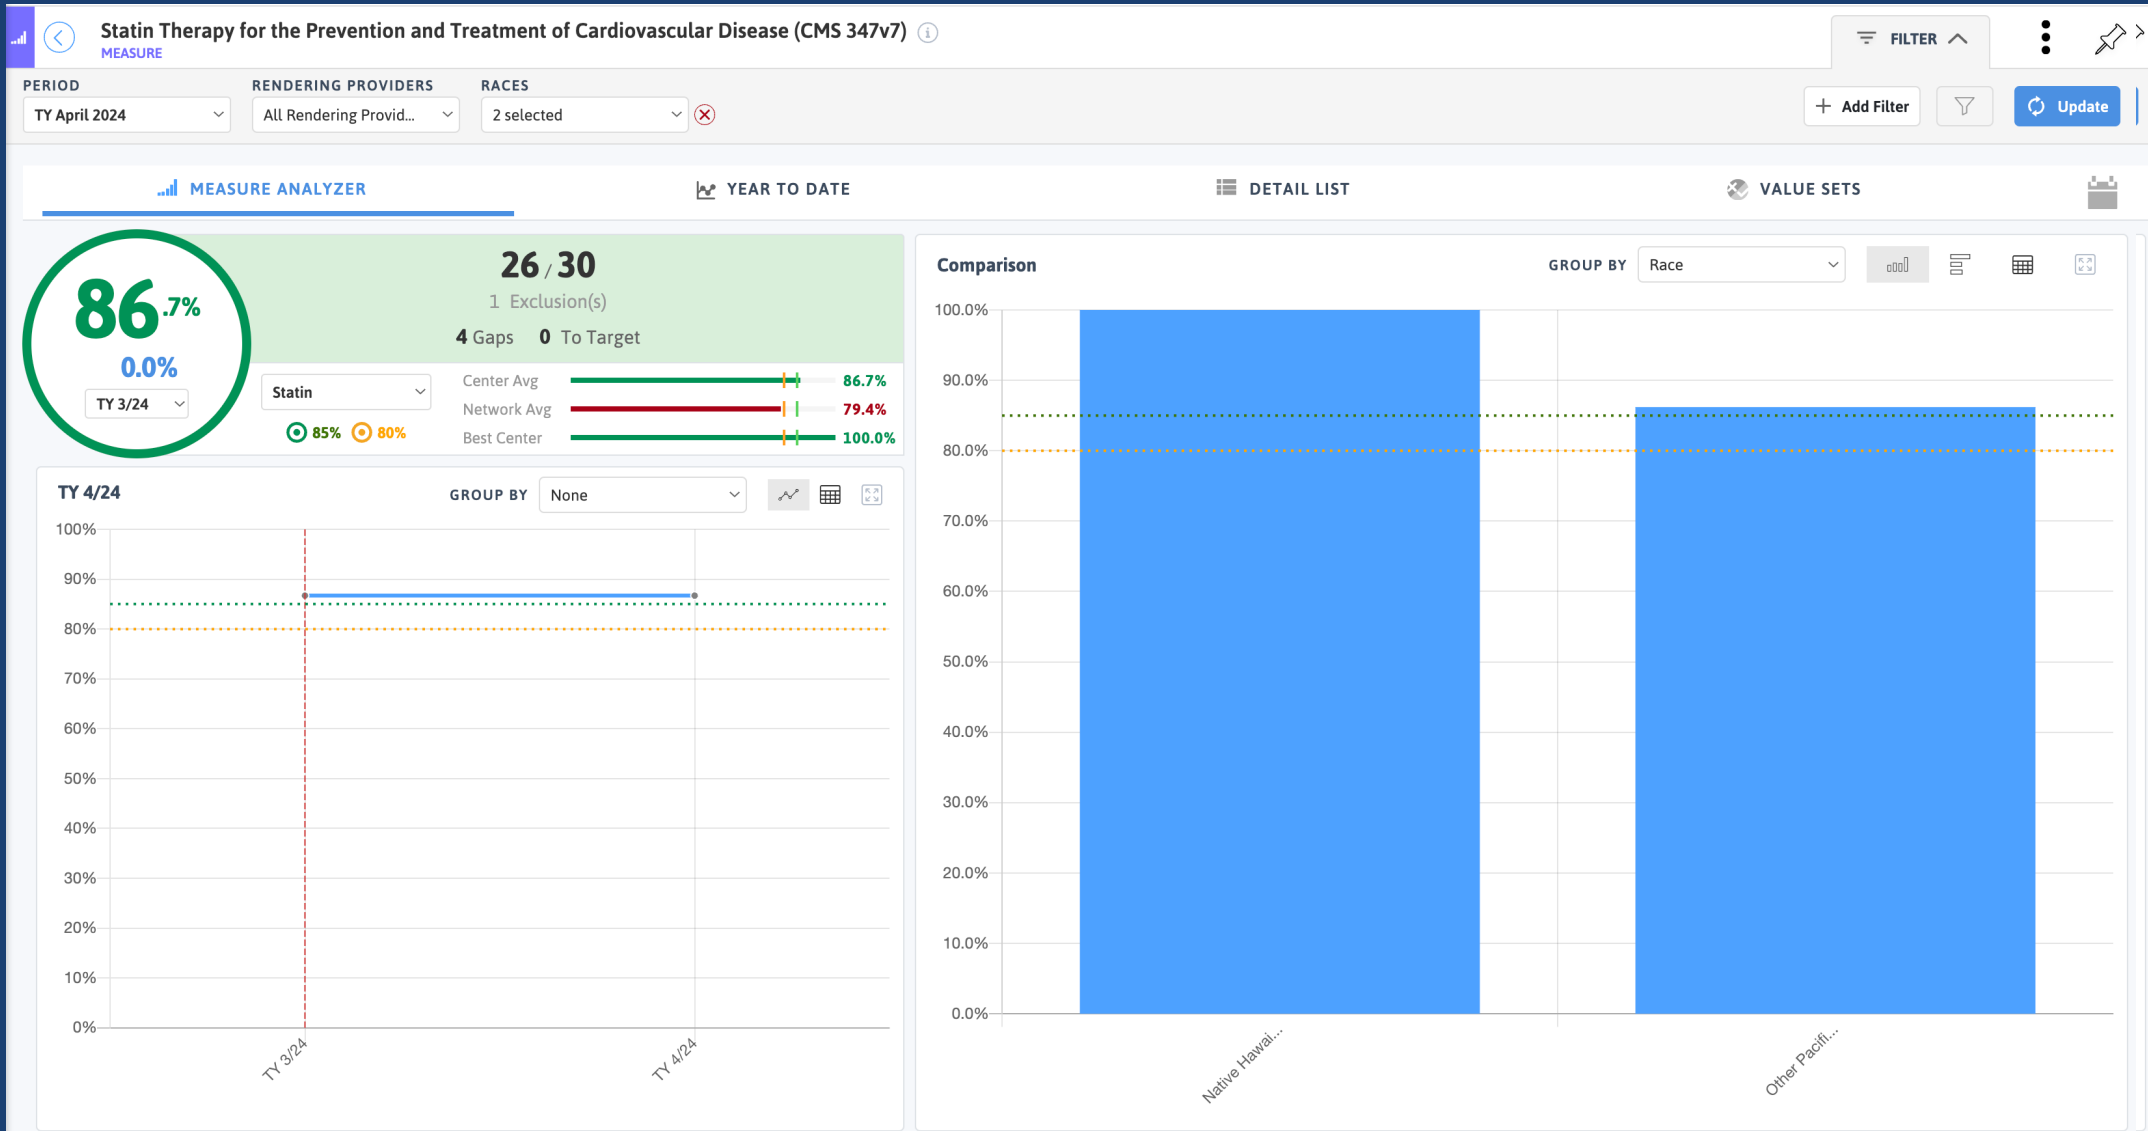 Statin Therapy for the Prevention and Treatment of Cardiovascular Disease (CMS 347v7)
MEASURE
FILTER
PERIOD
RENDERING PROVIDERS
RACES
TY April 2024
All Rendering Provid...
2 selected
Add Filter
Update
MEASURE ANALYZER
YEAR TO DATE
DETAIL LIST
VALUE SETS
86.7%
0.0%
TY 3/24
26 / 30
1 Exclusion(s)
4 Gaps 0 To Target
Statin
85% 80%
Center Avg 86.7%
Network Avg 79.4%
Best Center 100.0%
TY 4/24
GROUP BY
None
100%
90%
80%
70%
60%
50%
40%
30%
20%
10%
0%
TY 3/24
TY 4/24
Comparison
GROUP BY
Race
100.0%
90.0%
80.0%
70.0%
60.0%
50.0%
40.0%
30.0%
20.0%
10.0%
0.0%
Native Hawai...
Other Pacifi...